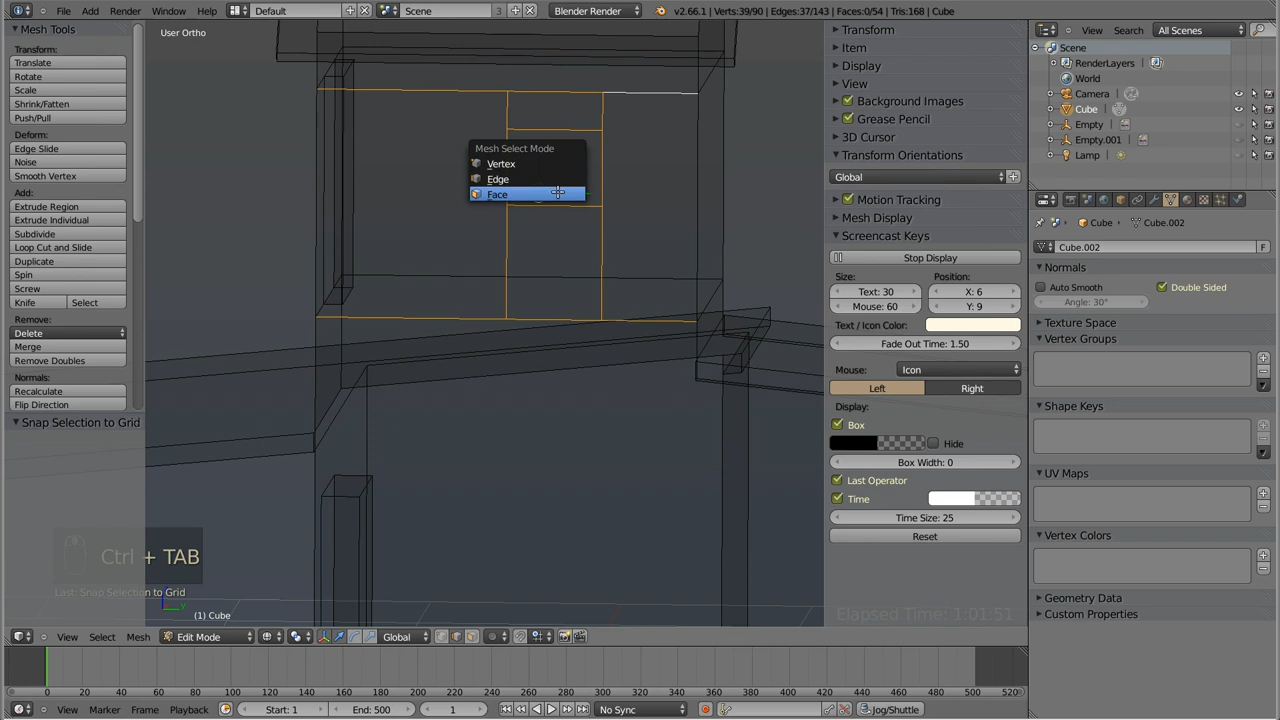 File Add Render Window Help Default Scene 3 Blender Render v2.66.1 | Verts:39/90 | Edges:37/143 | Faces:0/54 | Tris:168 | Cube
Mesh Tools
Transform:
Translate
Rotate
Scale
Shrink/Fatten
Push/Pull
Deform:
Edge Slide
Noise
Smooth Vertex
Add:
Extrude Region
Extrude Individual
Subdivide
Loop Cut and Slide
Duplicate
Spin
Screw
Knife Select
Remove:
Delete
Merge
Remove Doubles
Normals:
Recalculate
Flip Direction
Snap Selection to Grid
User Ortho
Mesh Select Mode
Vertex
Edge
Face
Ctrl + TAB
Last: Snap Selection to Grid
y
(1) Cube
Elapsed Time: 1:01:51
Transform
Item
Display
View
Background Images
Grease Pencil
3D Cursor
Transform Orientations
Global
Motion Tracking
Mesh Display
Screencast Keys
Stop Display
Size: Position:
Text: 30 X: 6
Mouse: 60 Y: 9
Text / Icon Color:
Fade Out Time: 1.50
Mouse: Icon
Left Right
Display:
Box
Hide
Box Width: 0
Last Operator
Time
Time Size: 25
Reset
View Search All Scenes
Scene
RenderLayers
World
Camera
Cube
Empty
Empty.001
Lamp
Cube Cube.002
Cube.002 F
Normals
Auto Smooth Double Sided
Angle: 30°
Texture Space
Vertex Groups
Shape Keys
UV Maps
Vertex Colors
Geometry Data
Custom Properties
View Select Mesh Edit Mode Global
0 20 40 60 80 100 120 140 160 180 200 220 240 260 280 300 320 340 360 380 400 420 440 460 480 500 520
View Marker Frame Playback Start: 1 End: 500 1 No Sync Jog/Shuttle